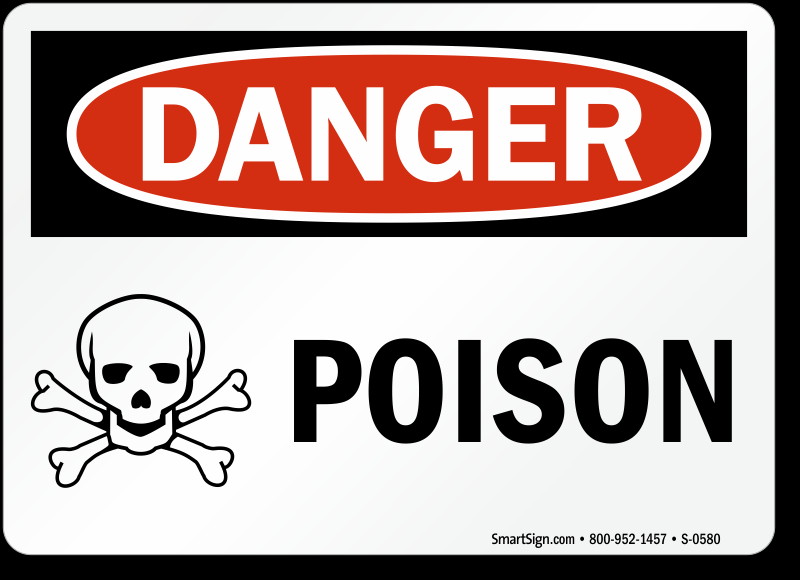 DANGER
POISON
SmartSign.com • 800-952-1457 • S-0580